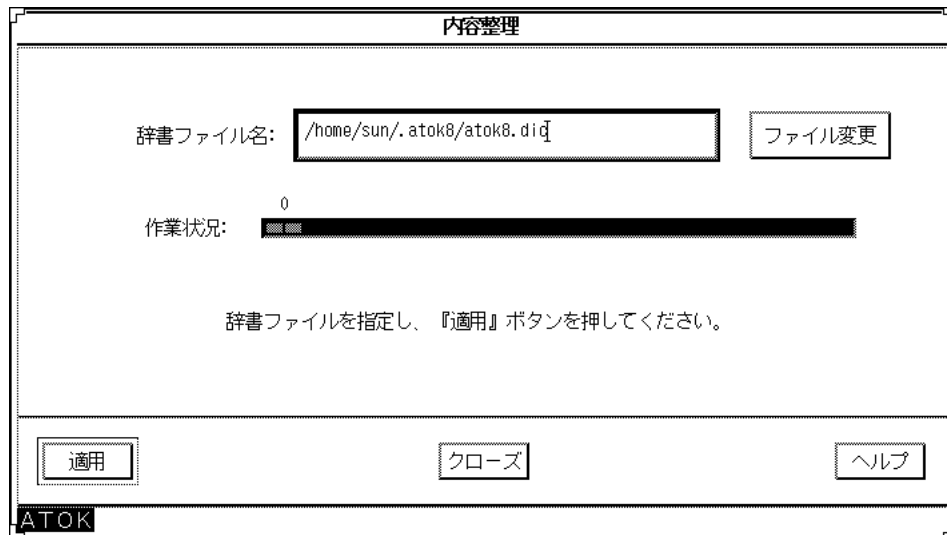 内容整理
辞書ファイル名: /home/sun/.atok8/atok8.dic ファイル変更
0
作業状況:
辞書ファイルを指定し、『適用』ボタンを押してください。
適用 クローズ ヘルプ
ATOK